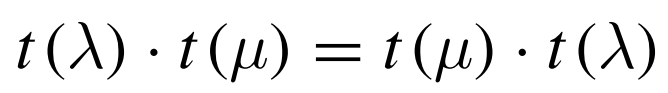 t(λ) · t(μ) = t(μ) · t(λ)